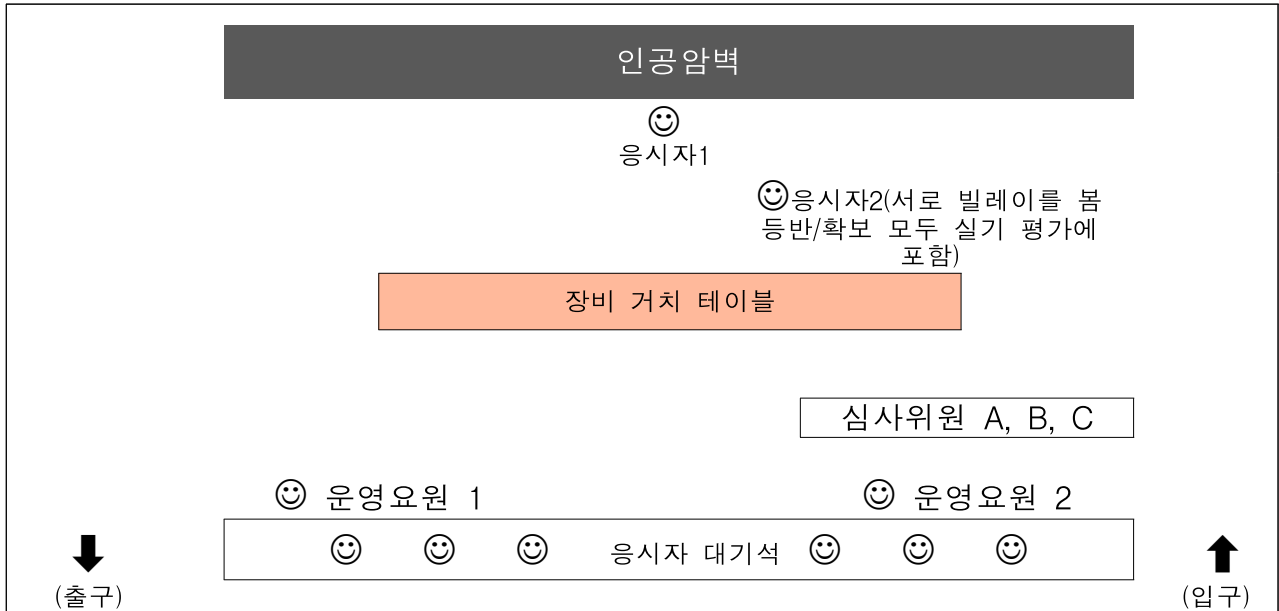 인공암벽
응시자1
응시자2(서로 빌레이를 봄
등반/확보 모두 실기 평가에
포함)
장비 거치 테이블
심사위원 A, B, C
운영요원 1
운영요원 2
응시자 대기석
(출구)
(입구)